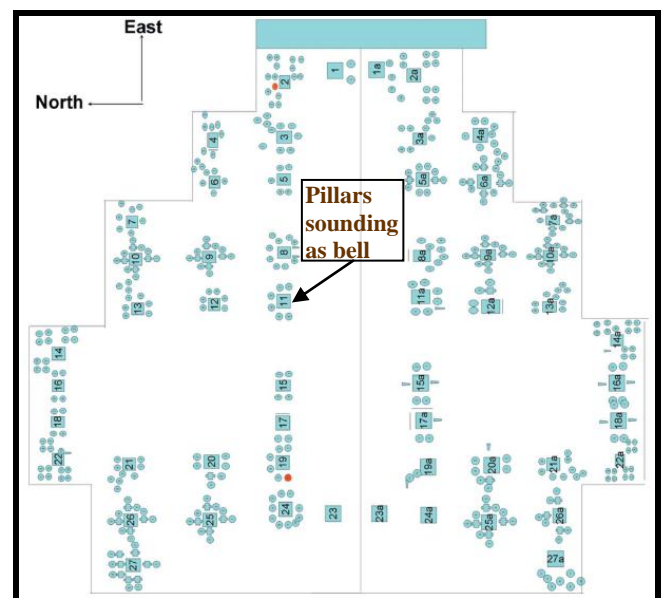 East
North
1
1a
2
2a
3
3a
4
4a
5
5a
6
6a
Pillars
sounding
as bell
7
7a
8
8a
9
9a
10
10a
11
11a
12
12a
13
13a
14
14a
15
15a
16
16a
17
17a
18
18a
19
19a
20
20a
21
21a
22
22a
23
23a
24
24a
25
25a
26
26a
27
27a